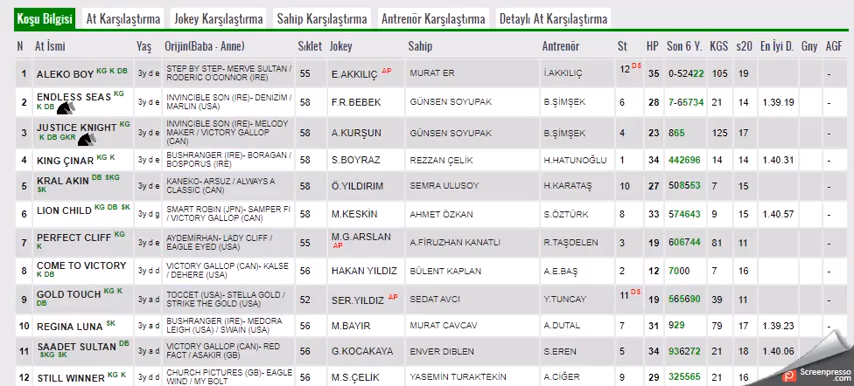 Koşu Bilgisi At Karşılaştırma Jokey Karşılaştırma Sahip Karşılaştırma Antrenör Karşılaştırma Detaylı At Karşılaştırma
N At İsmi Yaş Orijin(Baba - Anne) Sıklet Jokey Sahip Antrenör St HP Son 6 Y. KGS s20 En İyi D. Gny AGF
1 ALEKO BOY KG K DB 3y d e STEP BY STEP- MERVE SULTAN / RODERIC O'CONNOR (IRE) 55 E.AKKILIÇ AP MURAT ER İ.AKKILIÇ 12 DS 35 0-52422 105 19 -
2 ENDLESS SEAS KG K DB 3y d e INVINCIBLE SON (IRE)- DENIZIM / MARLIN (USA) 58 F.R.BEBEK GÜNSEN SOYUPAK B.ŞİMŞEK 6 28 7-65734 21 14 1.39.19 -
3 JUSTICE KNIGHT KG K DB GKR 3y d e INVINCIBLE SON (IRE)- MELODY MAKER / VICTORY GALLOP (CAN) 58 A.KURŞUN GÜNSEN SOYUPAK B.ŞİMŞEK 4 23 865 125 17 -
4 KING ÇINAR KG K 3y d e BUSHRANGER (IRE)- BORAGAN / BOSPORUS (IRE) 58 S.BOYRAZ REZZAN ÇELİK H.HATUNOĞLU 1 34 442696 14 14 1.40.31 -
5 KRAL AKIN DB SKG SK 3y d e KANEKO- ARSUZ / ALWAYS A CLASSIC (CAN) 58 Ö.YILDIRIM SEMRA ULUSOY H.KARATAŞ 10 27 508553 7 15 -
6 LION CHILD KG DB SK 3y d g SMART ROBIN (JPN)- SAMPER FI / VICTORY GALLOP (CAN) 58 M.KESKİN AHMET ÖZKAN S.ÖZTÜRK 8 33 574643 9 15 1.40.57 -
7 PERFECT CLIFF KG K 3y d e AYDEMİRHAN- LADY CLIFF / EAGLE EYED (USA) 55 M.G.ARSLAN AP A.FİRUZHAN KANATLI R.TAŞDELEN 3 19 606744 81 11 -
8 COME TO VICTORY K DB 3y d d VICTORY GALLOP (CAN)- KALSE / DEHERE (USA) 56 HAKAN YILDIZ BÜLENT KAPLAN A.E.BAŞ 2 12 7000 7 16 -
9 GOLD TOUCH KG K DB 3y a d TOCCET (USA)- STELLA GOLD / STRIKE THE GOLD (USA) 52 SER.YILDIZ AP SEDAT AVCI Y.TUNCAY 11 DS 19 565690 39 11 -
10 REGINA LUNA SK 3y a d BUSHRANGER (IRE)- MEDORA LEIGH (USA) / SWAIN (USA) 56 M.BAYIR MURAT CAVCAV A.DUTAL 7 31 929 79 17 1.39.23 -
11 SAADET SULTAN DB SKG SK 3y a d VICTORY GALLOP (CAN)- RED FACT / ASAKIR (GB) 56 G.KOCAKAYA ENVER DIBLEN S.EREN 5 34 936272 21 18 1.40.06 -
12 STILL WINNER KG K 3y d d CHURCH PICTURES (GB)- EAGLE WIND / MY BOLT 56 M.S.ÇELİK YASEMİN TURAKTEKİN A.CİĞER 9 29 325565 21 16
Screenpresso
.com